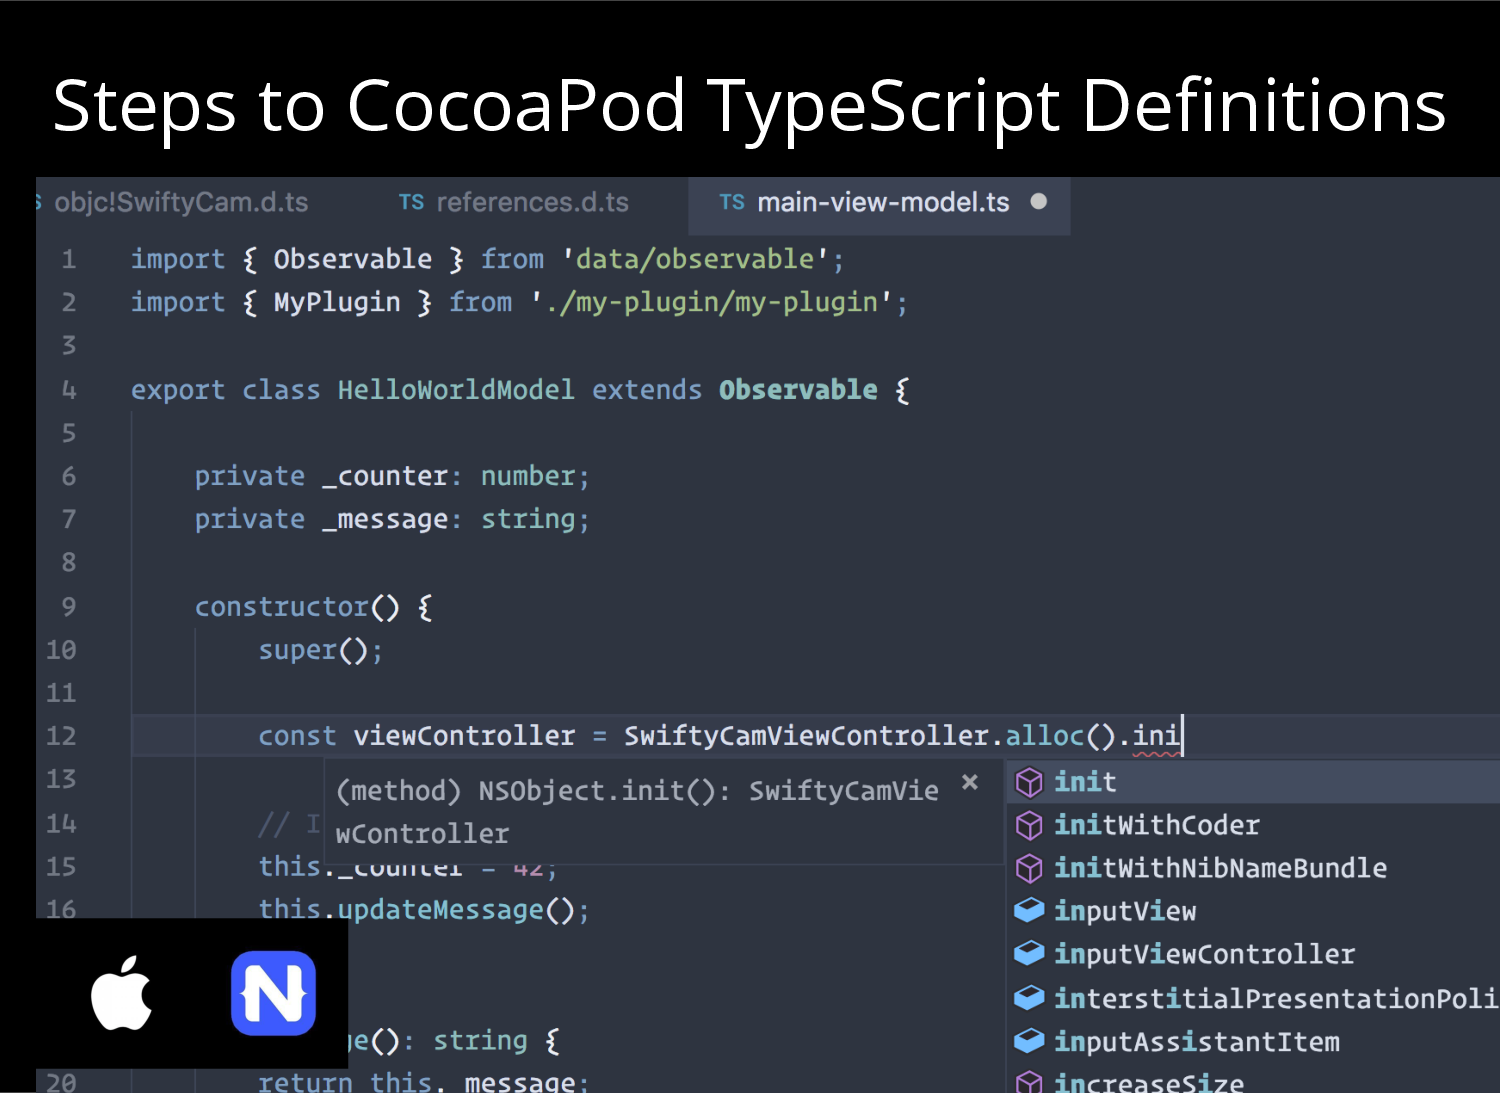 Steps to CocoaPod TypeScript Definitions
objc!SwiftyCam.d.ts TS references.d.ts TS main-view-model.ts
1 import { Observable } from 'data/observable';
2 import { MyPlugin } from './my-plugin/my-plugin';
3
4 export class HelloWorldModel extends Observable {
5
6 private _counter: number;
7 private _message: string;
8
9 constructor() {
10 super();
11
12 const viewController = SwiftyCamViewController.alloc().ini
13 (method) NSObject.init(): SwiftyCamVie × init
14 // I wController initWithCoder
15 this._counter = 42; initWithNibNameBundle
16 this.updateMessage(); inputView
inputViewController
N interstitialPresentationPoli
ge(): string { inputAssistantItem
20 return this._message; increaseSize